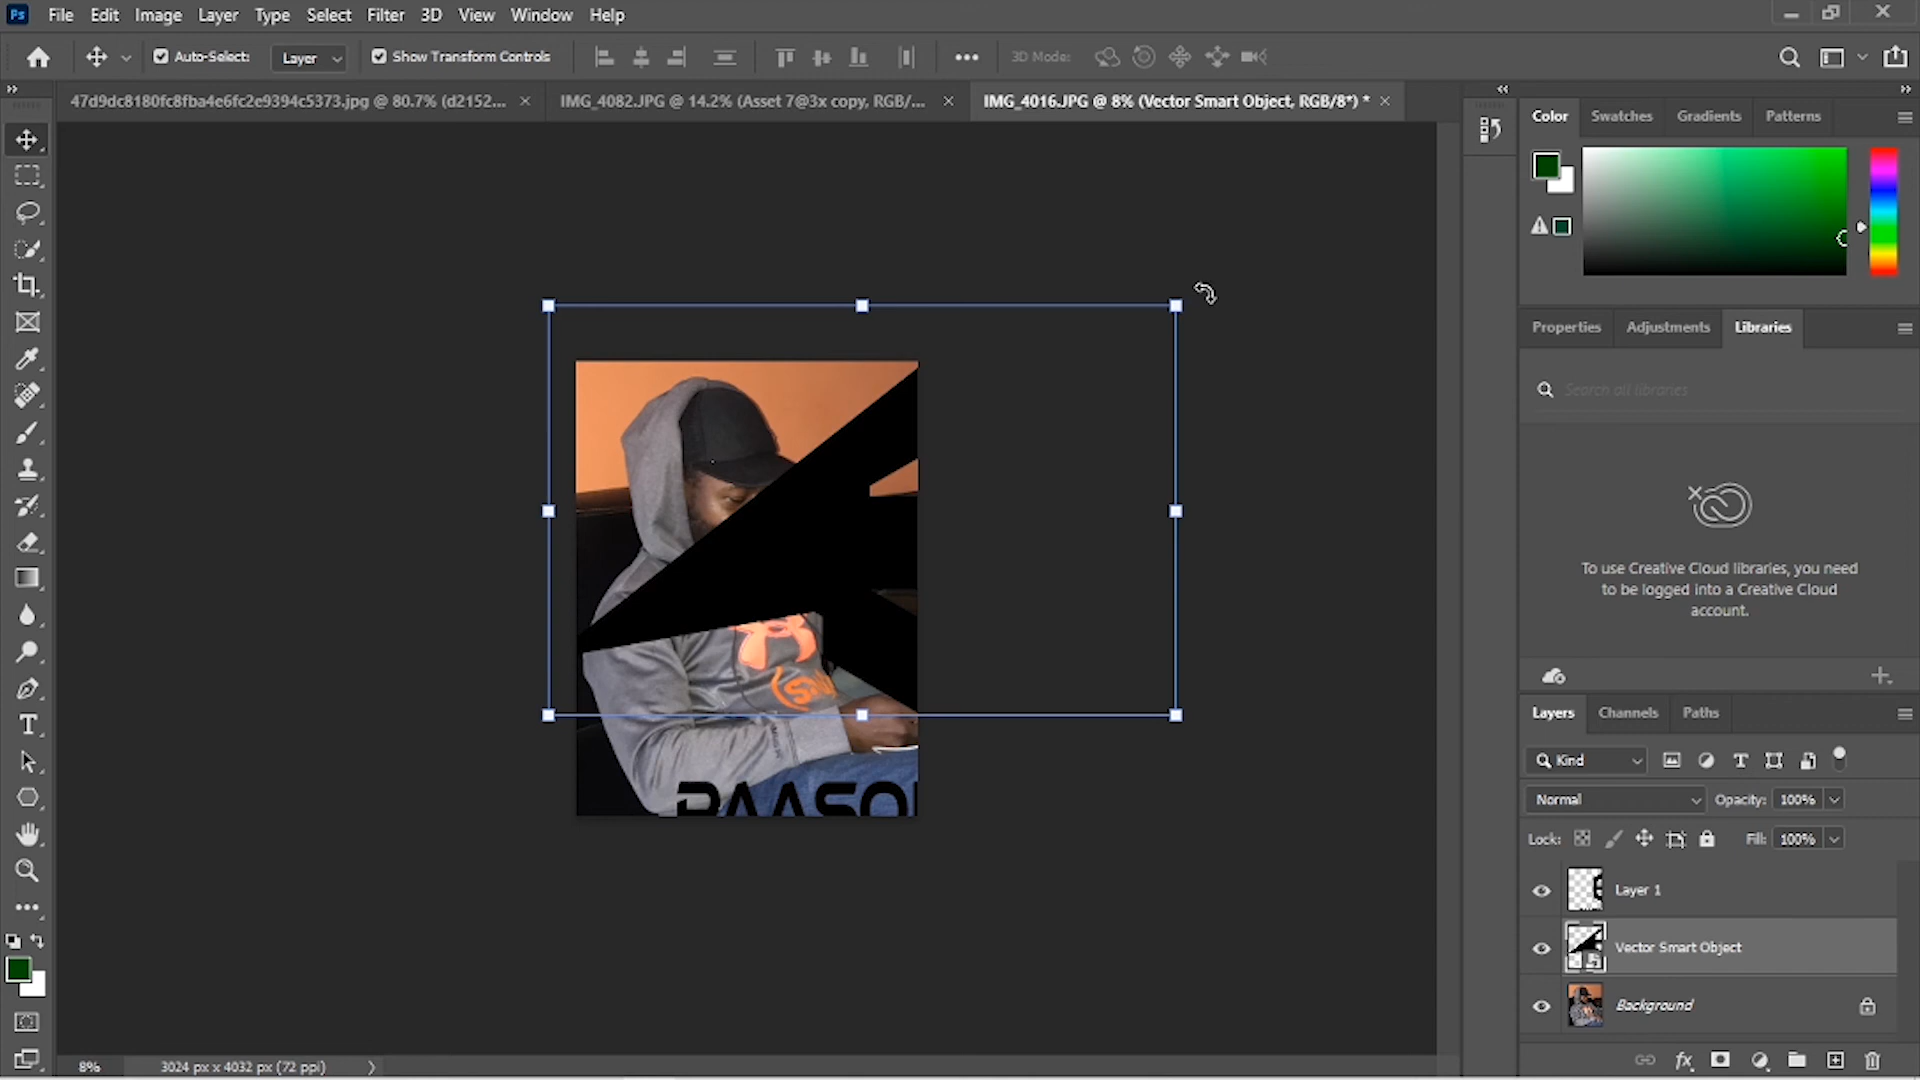 Ps File Edit Image Layer Type Select Filter 3D View Window Help
Auto-Select: Layer Show Transform Controls 3D Mode:
47d9dc8180fc8fba4e6fc2e9394c5373.jpg @ 80.7% (d2152... × IMG_4082.JPG @ 14.2% (Asset 7@3x copy, RGB/... × IMG_4016.JPG @ 8% (Vector Smart Object, RGB/8*) * ×
Color Swatches Gradients Patterns
Properties Adjustments Libraries
Search all libraries
To use Creative Cloud libraries, you need
to be logged into a Creative Cloud
account.
Layers Channels Paths
Kind
Normal Opacity: 100%
Lock: Fill: 100%
Layer 1
Vector Smart Object
Background
8% 3024 px x 4032 px (72 ppi)